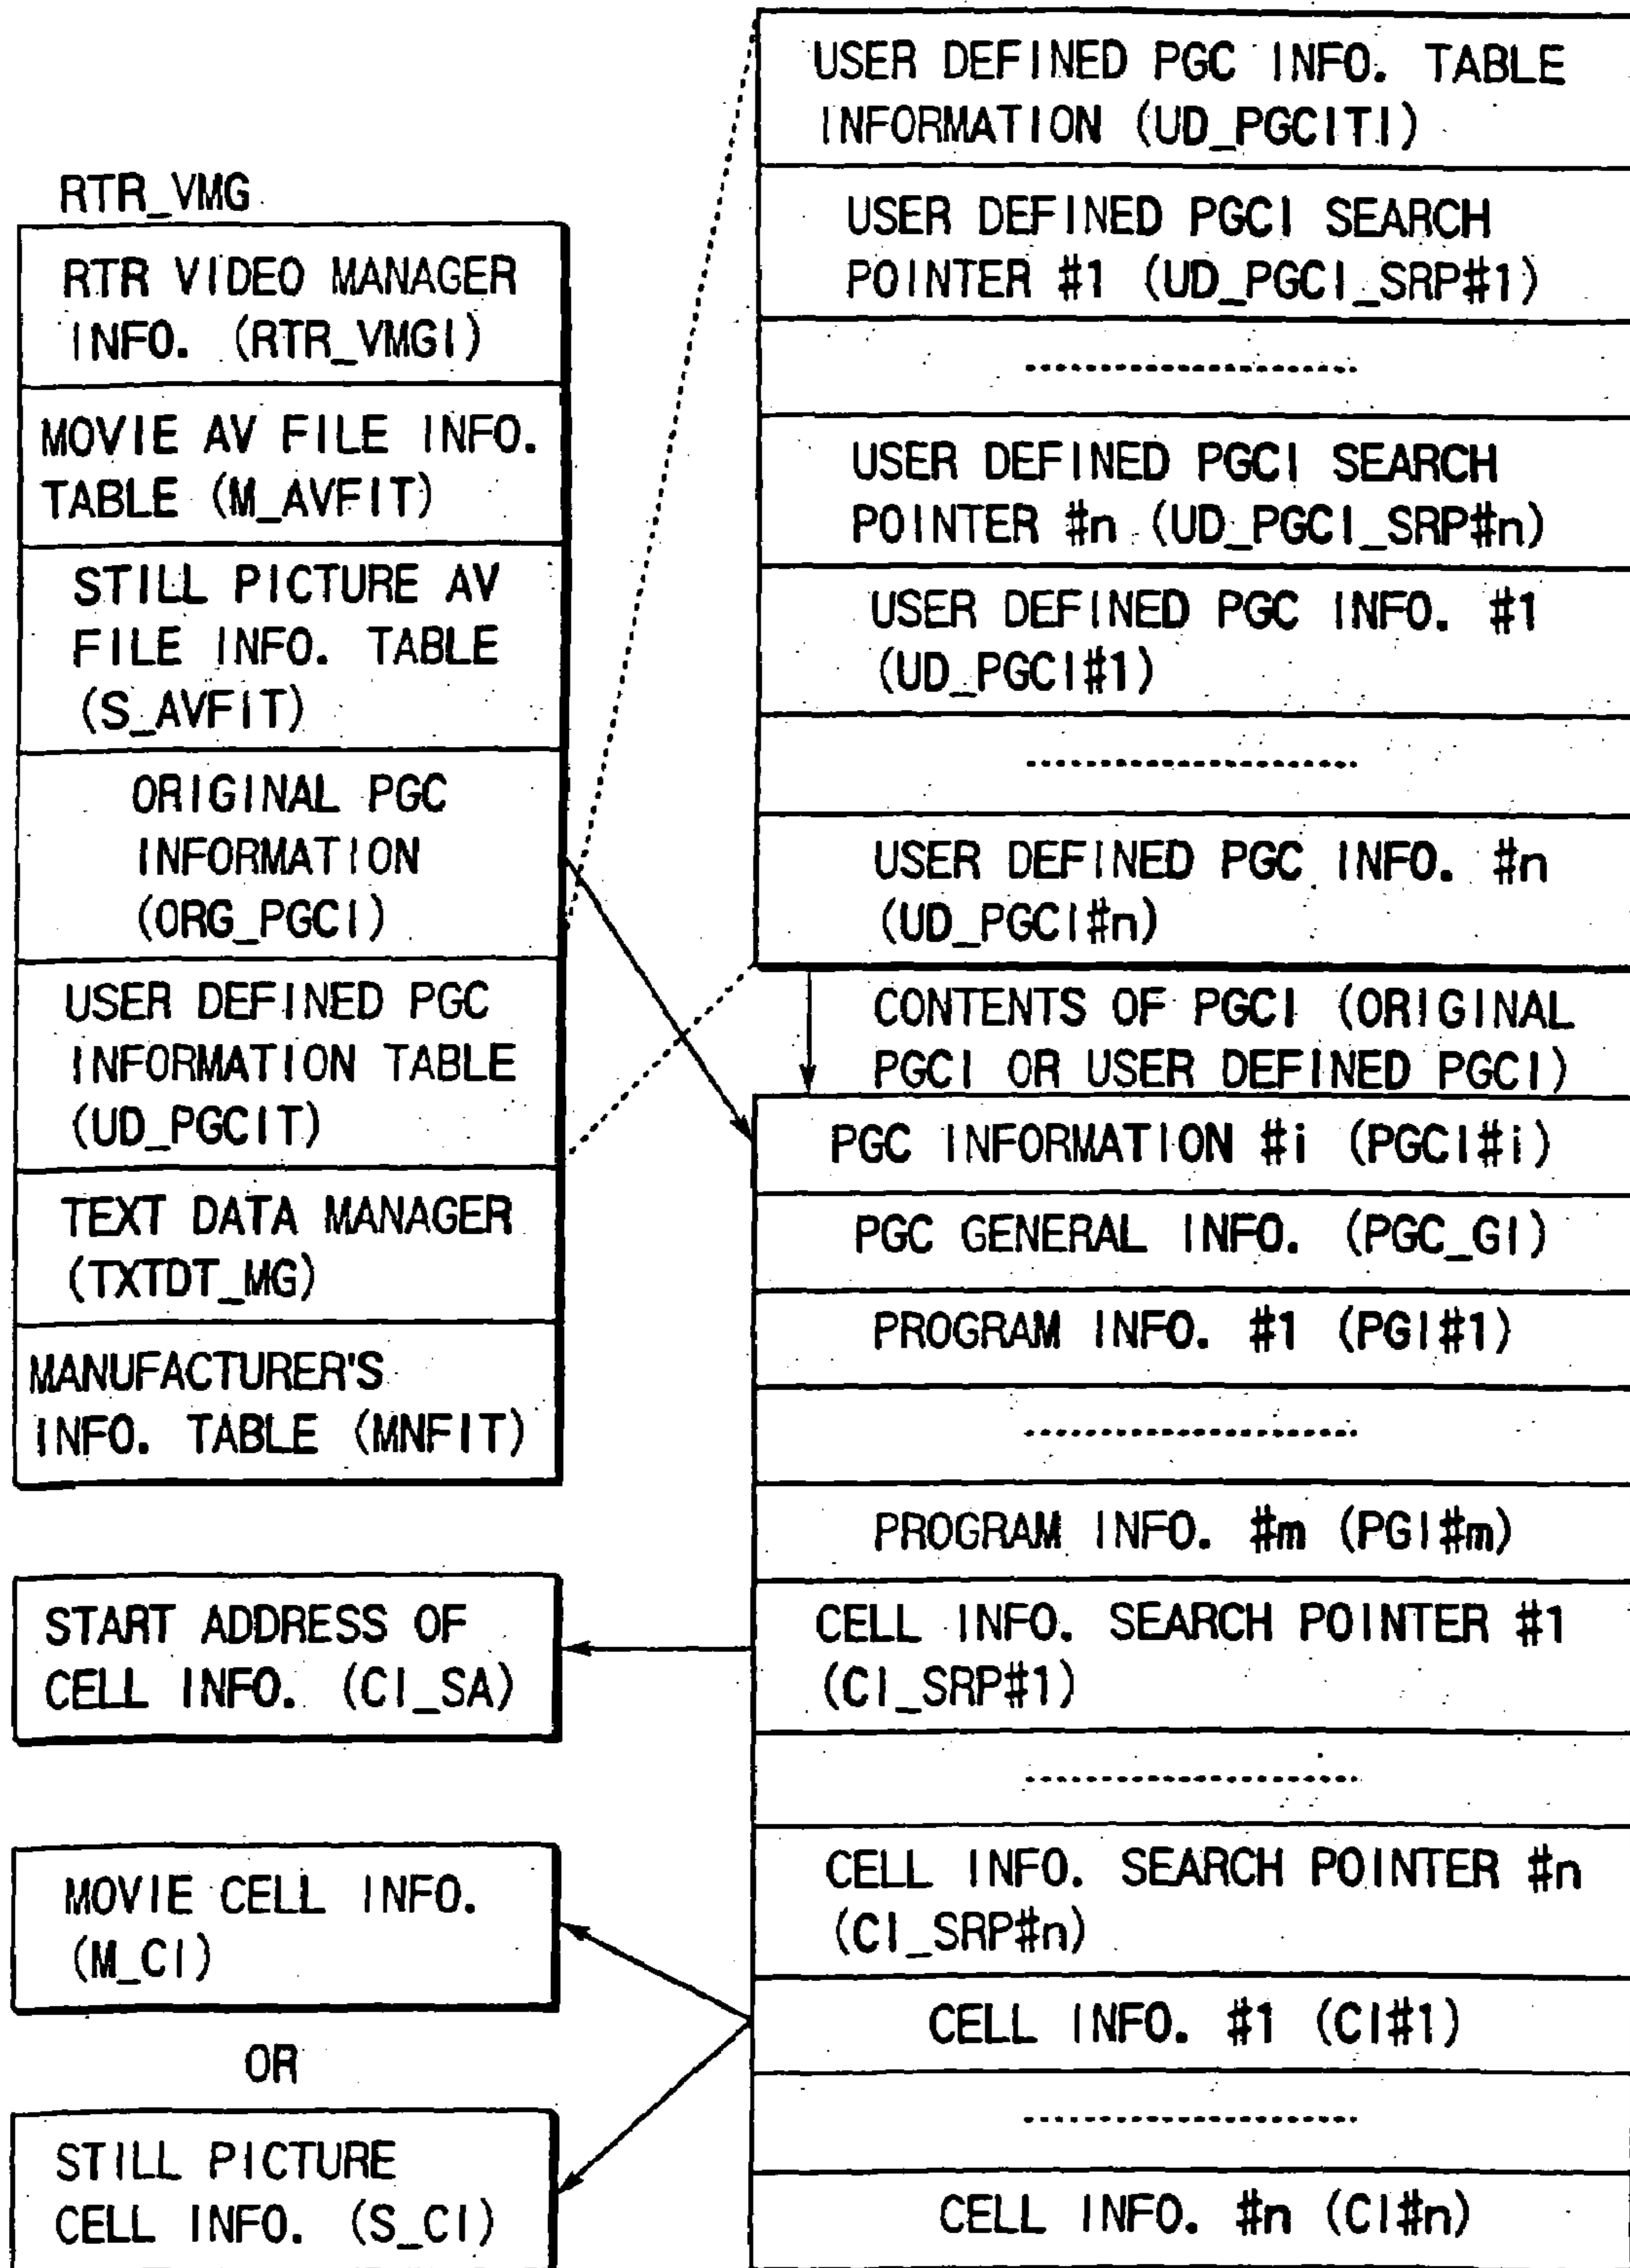 RTR_VMG
RTR VIDEO MANAGER
INFO. (RTR_VMGI)
MOVIE AV FILE INFO.
TABLE (M_AVFIT)
STILL PICTURE AV
FILE INFO. TABLE
(S_AVFIT)
ORIGINAL PGC
INFORMATION
(ORG_PGCI)
USER DEFINED PGC
INFORMATION TABLE
(UD_PGCIT)
TEXT DATA MANAGER
(TXTDT_MG)
MANUFACTURER'S
INFO. TABLE (MNFIT)
START ADDRESS OF
CELL INFO. (CI_SA)
MOVIE CELL INFO.
(M_CI)
OR
STILL PICTURE
CELL INFO. (S_CI)
USER DEFINED PGC INFO. TABLE
INFORMATION (UD_PGCITI)
USER DEFINED PGCI SEARCH
POINTER #1 (UD_PGCI_SRP#1)
USER DEFINED PGCI SEARCH
POINTER #n (UD_PGCI_SRP#n)
USER DEFINED PGC INFO. #1
(UD_PGCI#1)
USER DEFINED PGC INFO. #n
(UD_PGCI#n)
CONTENTS OF PGCI (ORIGINAL
PGCI OR USER DEFINED PGCI)
PGC INFORMATION #i (PGCI#i)
PGC GENERAL INFO. (PGC_GI)
PROGRAM INFO. #1 (PGI#1)
PROGRAM INFO. #m (PGI#m)
CELL INFO. SEARCH POINTER #1
(CI_SRP#1)
CELL INFO. SEARCH POINTER #n
(CI_SRP#n)
CELL INFO. #1 (CI#1)
CELL INFO. #n (CI#n)